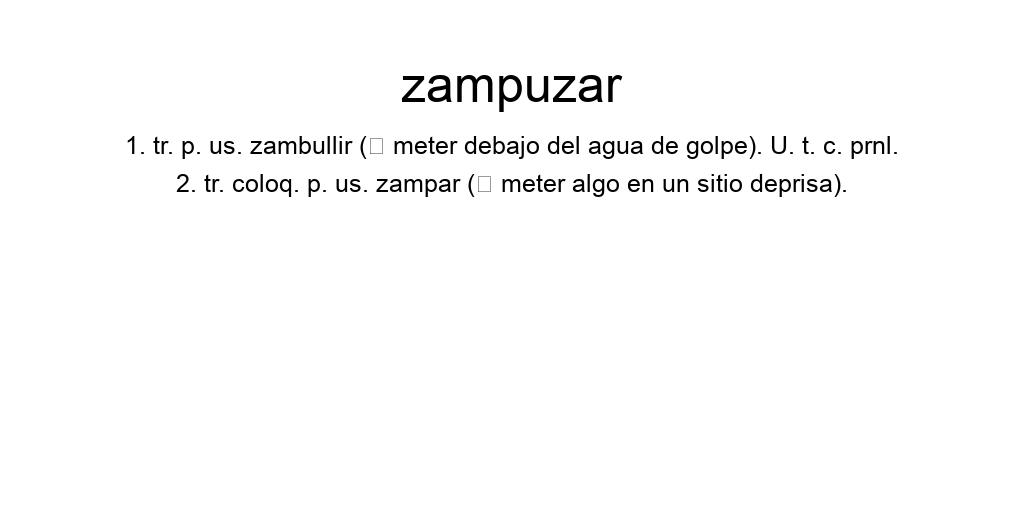 zampuzar
1. tr. p. us. zambullir (▯ meter debajo del agua de golpe). U. t. c. prnl.
2. tr. coloq. p. us. zampar (▯ meter algo en un sitio deprisa).